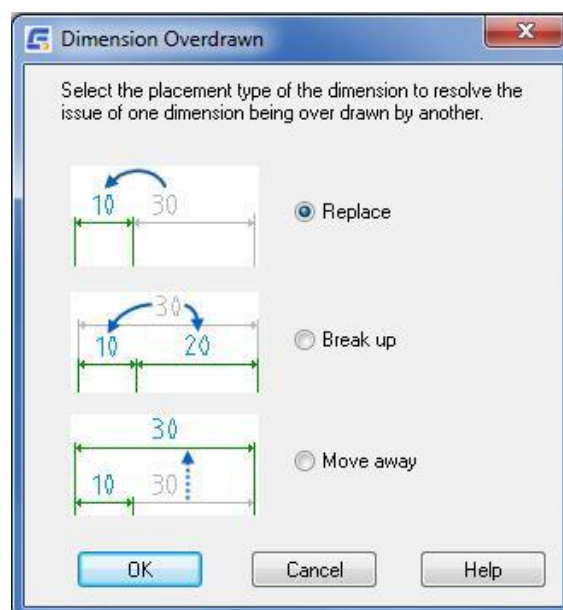 Dimension Overdrawn
Select the placement type of the dimension to resolve the
issue of one dimension being over drawn by another.
10 30
Replace
30
10 20
Break up
30
10 30
Move away
OK Cancel Help